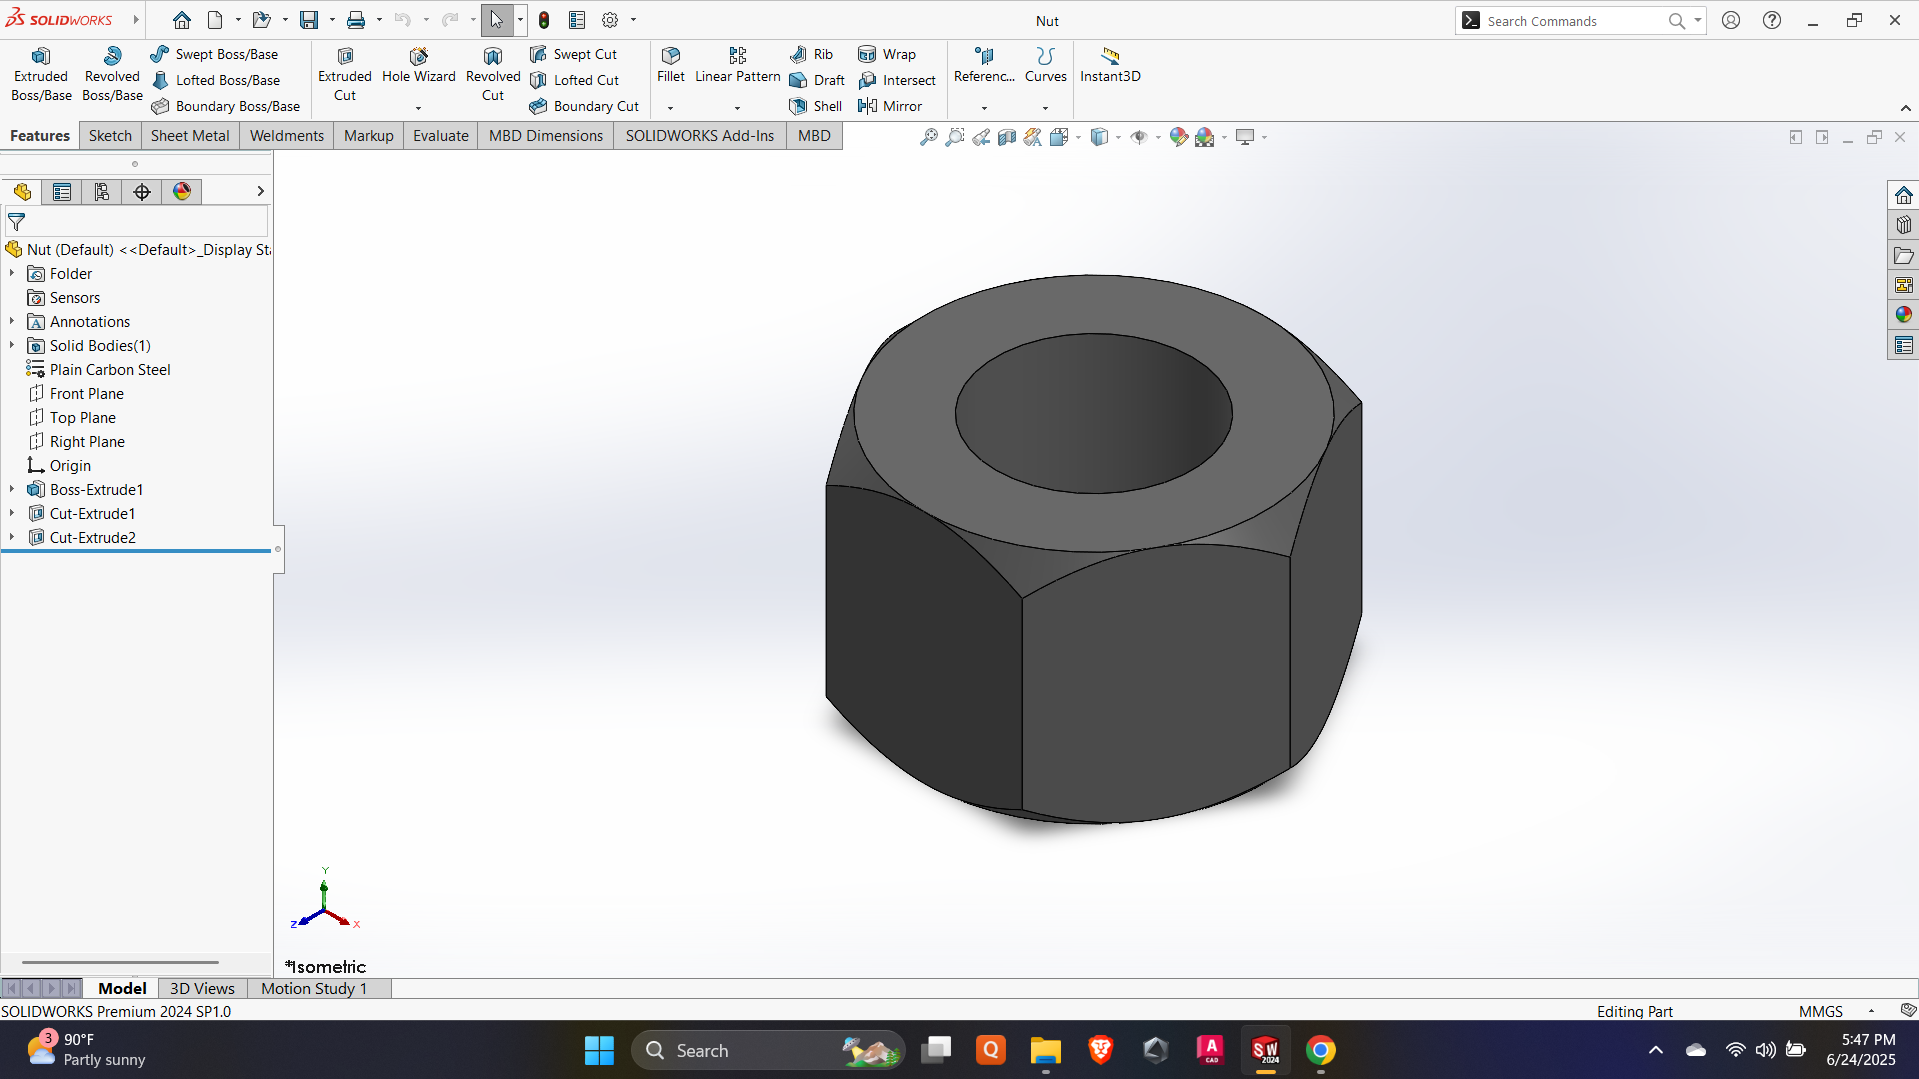 SOLIDWORKS
Nut
Search Commands
Extruded Boss/Base
Revolved Boss/Base
Swept Boss/Base
Lofted Boss/Base
Boundary Boss/Base
Extruded Cut
Hole Wizard
Revolved Cut
Swept Cut
Lofted Cut
Boundary Cut
Fillet
Linear Pattern
Rib
Draft
Shell
Wrap
Intersect
Mirror
Referenc...
Curves
Instant3D
Features
Sketch
Sheet Metal
Weldments
Markup
Evaluate
MBD Dimensions
SOLIDWORKS Add-Ins
MBD
Nut (Default) <<Default>_Display Sta
Folder
Sensors
Annotations
Solid Bodies(1)
Plain Carbon Steel
Front Plane
Top Plane
Right Plane
Origin
Boss-Extrude1
Cut-Extrude1
Cut-Extrude2
Y
Z
X
*Isometric
Model
3D Views
Motion Study 1
SOLIDWORKS Premium 2024 SP1.0
Editing Part
MMGS
3
90°F
Partly sunny
Search
Q
A
CAD
SW
2024
5:47 PM
6/24/2025